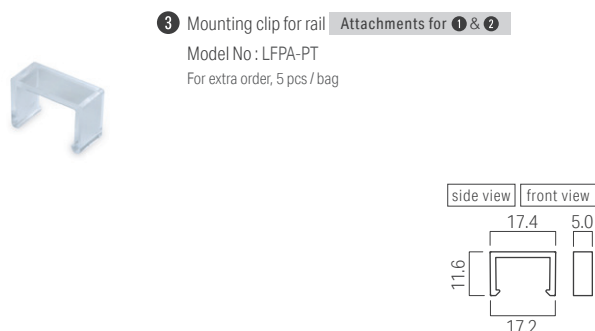 3 Mounting clip for rail Attachments for 1 & 2
Model No : LFPA-PT
For extra order, 5 pcs / bag
side view front view
17.4 5.0
11.6
17.2